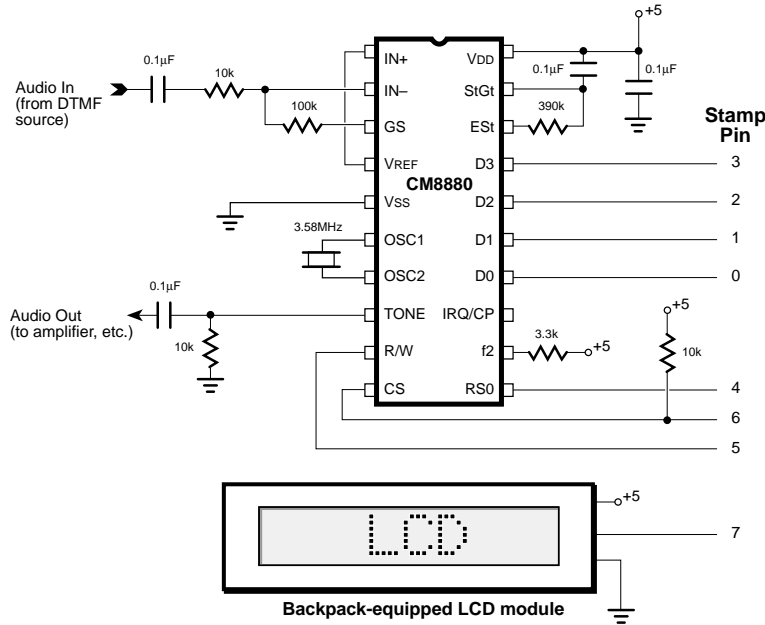 +5
0.1µF
10k
Audio In
(from DTMF
source)
100k
IN+
IN–
GS
VREF
VSS
OSC1
OSC2
TONE
R/W
CS
CM8880
VDD
StGt
ESt
D3
D2
D1
D0
IRQ/CP
f2
RS0
0.1µF
0.1µF
390k
Stamp
Pin
3
2
1
0
3.58MHz
0.1µF
Audio Out
(to amplifier, etc.)
10k
3.3k
+5
+5
10k
4
6
5
LCD
+5
7
Backpack-equipped LCD module